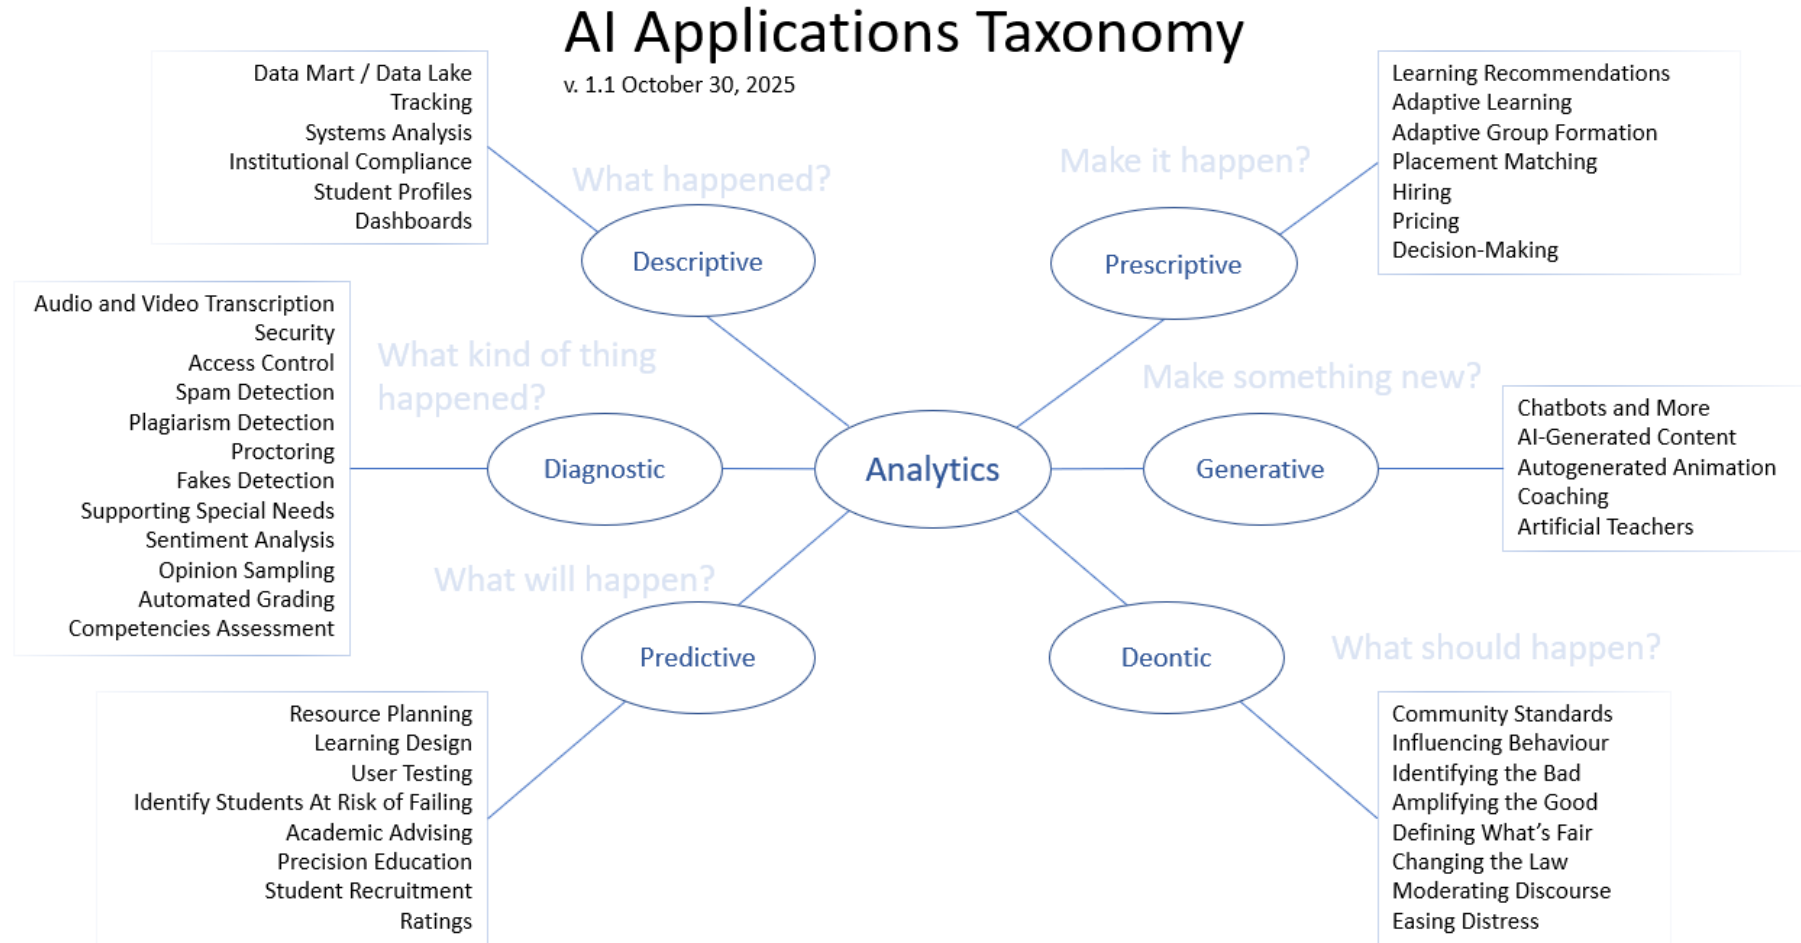 AI Applications Taxonomy
v. 1.1 October 30, 2025
Data Mart / Data Lake
Tracking
Systems Analysis
Institutional Compliance
Student Profiles
Dashboards
What happened?
Descriptive
Audio and Video Transcription
Security
Access Control
Spam Detection
Plagiarism Detection
Proctoring
Fakes Detection
Supporting Special Needs
Sentiment Analysis
Opinion Sampling
Automated Grading
Competencies Assessment
What kind of thing
happened?
Diagnostic
What will happen?
Predictive
Resource Planning
Learning Design
User Testing
Identify Students At Risk of Failing
Academic Advising
Precision Education
Student Recruitment
Ratings
Analytics
Make it happen?
Prescriptive
Learning Recommendations
Adaptive Learning
Adaptive Group Formation
Placement Matching
Hiring
Pricing
Decision-Making
Make something new?
Generative
Chatbots and More
AI-Generated Content
Autogenerated Animation
Coaching
Artificial Teachers
What should happen?
Deontic
Community Standards
Influencing Behaviour
Identifying the Bad
Amplifying the Good
Defining What’s Fair
Changing the Law
Moderating Discourse
Easing Distress